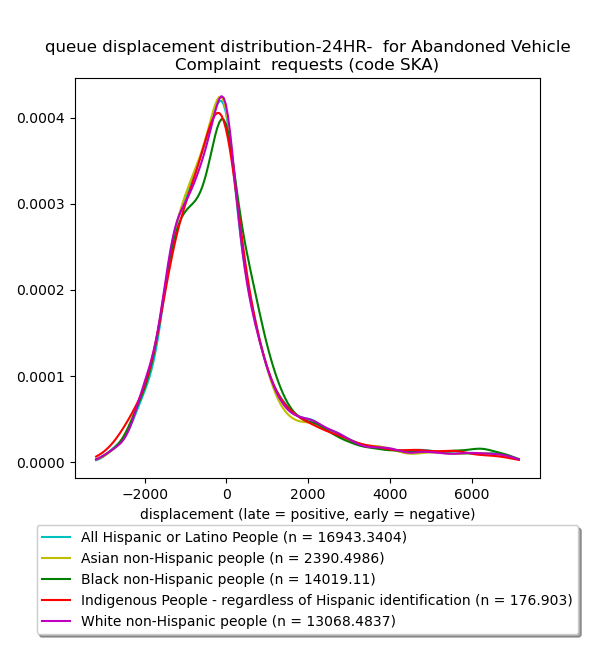 queue displacement distribution-24HR-  for Abandoned Vehicle
Complaint  requests (code SKA)
0.0004
0.0003
0.0002
0.0001
0.0000
−2000 0 2000 4000 6000
displacement (late = positive, early = negative)
All Hispanic or Latino People (n = 16943.3404)
Asian non-Hispanic people (n = 2390.4986)
Black non-Hispanic people (n = 14019.11)
Indigenous People - regardless of Hispanic identification (n = 176.903)
White non-Hispanic people (n = 13068.4837)